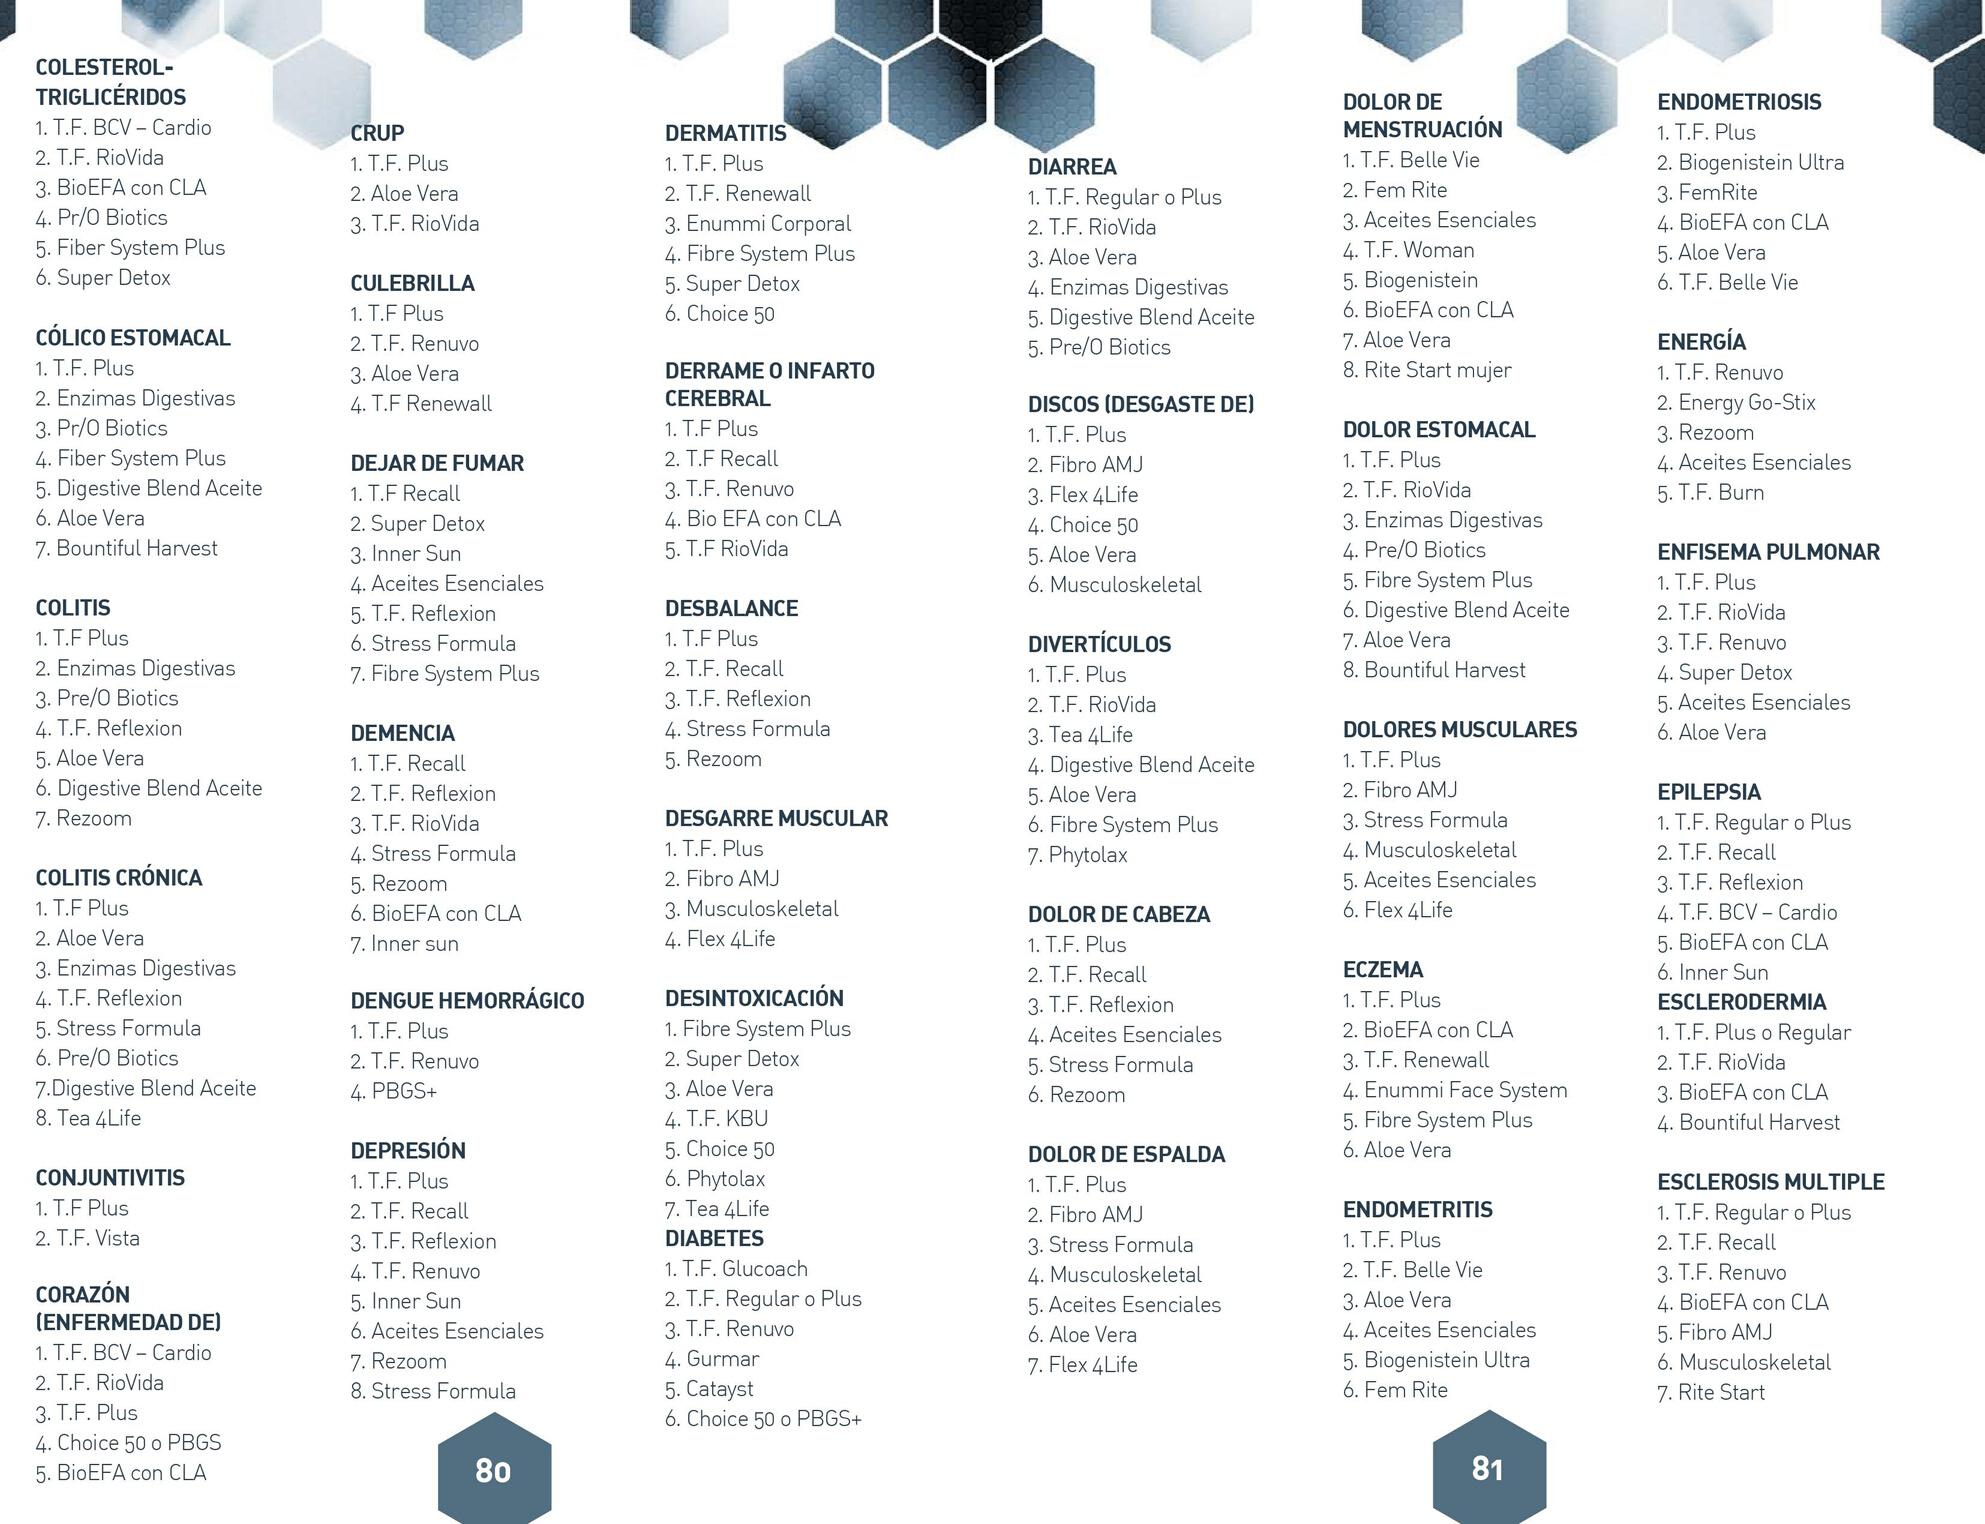 COLESTEROL-
TRIGLICÉRIDOS
1. T.F. BCV – Cardio
2. T.F. RioVida
3. BioEFA con CLA
4. Pr/O Biotics
5. Fiber System Plus
6. Super Detox
CÓLICO ESTOMACAL
1. T.F. Plus
2. Enzimas Digestivas
3. Pr/O Biotics
4. Fiber System Plus
5. Digestive Blend Aceite
6. Aloe Vera
7. Bountiful Harvest
COLITIS
1. T.F Plus
2. Enzimas Digestivas
3. Pre/O Biotics
4. T.F. Reflexion
5. Aloe Vera
6. Digestive Blend Aceite
7. Rezoom
COLITIS CRÓNICA
1. T.F Plus
2. Aloe Vera
3. Enzimas Digestivas
4. T.F. Reflexion
5. Stress Formula
6. Pre/O Biotics
7.Digestive Blend Aceite
8. Tea 4Life
CONJUNTIVITIS
1. T.F Plus
2. T.F. Vista
CORAZÓN
(ENFERMEDAD DE)
1. T.F. BCV – Cardio
2. T.F. RioVida
3. T.F. Plus
4. Choice 50 o PBGS
5. BioEFA con CLA
CRUP
1. T.F. Plus
2. Aloe Vera
3. T.F. RioVida
CULEBRILLA
1. T.F Plus
2. T.F. Renuvo
3. Aloe Vera
4. T.F Renewall
DEJAR DE FUMAR
1. T.F Recall
2. Super Detox
3. Inner Sun
4. Aceites Esenciales
5. T.F. Reflexion
6. Stress Formula
7. Fibre System Plus
DEMENCIA
1. T.F. Recall
2. T.F. Reflexion
3. T.F. RioVida
4. Stress Formula
5. Rezoom
6. BioEFA con CLA
7. Inner sun
DENGUE HEMORRÁGICO
1. T.F. Plus
2. T.F. Renuvo
4. PBGS+
DEPRESIÓN
1. T.F. Plus
2. T.F. Recall
3. T.F. Reflexion
4. T.F. Renuvo
5. Inner Sun
6. Aceites Esenciales
7. Rezoom
8. Stress Formula
DERMATITIS
1. T.F. Plus
2. T.F. Renewall
3. Enummi Corporal
4. Fibre System Plus
5. Super Detox
6. Choice 50
DERRAME O INFARTO
CEREBRAL
1. T.F Plus
2. T.F Recall
3. T.F. Renuvo
4. Bio EFA con CLA
5. T.F RioVida
DESBALANCE
1. T.F Plus
2. T.F. Recall
3. T.F. Reflexion
4. Stress Formula
5. Rezoom
DESGARRE MUSCULAR
1. T.F. Plus
2. Fibro AMJ
3. Musculoskeletal
4. Flex 4Life
DESINTOXICACIÓN
1. Fibre System Plus
2. Super Detox
3. Aloe Vera
4. T.F. KBU
5. Choice 50
6. Phytolax
7. Tea 4Life
DIABETES
1. T.F. Glucoach
2. T.F. Regular o Plus
3. T.F. Renuvo
4. Gurmar
5. Catayst
6. Choice 50 o PBGS+
80
DIARREA
1. T.F. Regular o Plus
2. T.F. RioVida
3. Aloe Vera
4. Enzimas Digestivas
5. Digestive Blend Aceite
5. Pre/O Biotics
DISCOS (DESGASTE DE)
1. T.F. Plus
2. Fibro AMJ
3. Flex 4Life
4. Choice 50
5. Aloe Vera
6. Musculoskeletal
DIVERTÍCULOS
1. T.F. Plus
2. T.F. RioVida
3. Tea 4Life
4. Digestive Blend Aceite
5. Aloe Vera
6. Fibre System Plus
7. Phytolax
DOLOR DE CABEZA
1. T.F. Plus
2. T.F. Recall
3. T.F. Reflexion
4. Aceites Esenciales
5. Stress Formula
6. Rezoom
DOLOR DE ESPALDA
1. T.F. Plus
2. Fibro AMJ
3. Stress Formula
4. Musculoskeletal
5. Aceites Esenciales
6. Aloe Vera
7. Flex 4Life
DOLOR DE
MENSTRUACIÓN
1. T.F. Belle Vie
2. Fem Rite
3. Aceites Esenciales
4. T.F. Woman
5. Biogenistein
6. BioEFA con CLA
7. Aloe Vera
8. Rite Start mujer
DOLOR ESTOMACAL
1. T.F. Plus
2. T.F. RioVida
3. Enzimas Digestivas
4. Pre/O Biotics
5. Fibre System Plus
6. Digestive Blend Aceite
7. Aloe Vera
8. Bountiful Harvest
DOLORES MUSCULARES
1. T.F. Plus
2. Fibro AMJ
3. Stress Formula
4. Musculoskeletal
5. Aceites Esenciales
6. Flex 4Life
ECZEMA
1. T.F. Plus
2. BioEFA con CLA
3. T.F. Renewall
4. Enummi Face System
5. Fibre System Plus
6. Aloe Vera
ENDOMETRITIS
1. T.F. Plus
2. T.F. Belle Vie
3. Aloe Vera
4. Aceites Esenciales
5. Biogenistein Ultra
6. Fem Rite
ENDOMETRIOSIS
1. T.F. Plus
2. Biogenistein Ultra
3. FemRite
4. BioEFA con CLA
5. Aloe Vera
6. T.F. Belle Vie
ENERGÍA
1. T.F. Renuvo
2. Energy Go-Stix
3. Rezoom
4. Aceites Esenciales
5. T.F. Burn
ENFISEMA PULMONAR
1. T.F. Plus
2. T.F. RioVida
3. T.F. Renuvo
4. Super Detox
5. Aceites Esenciales
6. Aloe Vera
EPILEPSIA
1. T.F. Regular o Plus
2. T.F. Recall
3. T.F. Reflexion
4. T.F. BCV – Cardio
5. BioEFA con CLA
6. Inner Sun
ESCLERODERMIA
1. T.F. Plus o Regular
2. T.F. RioVida
3. BioEFA con CLA
4. Bountiful Harvest
ESCLEROSIS MULTIPLE
1. T.F. Regular o Plus
2. T.F. Recall
3. T.F. Renuvo
4. BioEFA con CLA
5. Fibro AMJ
6. Musculoskeletal
7. Rite Start
81